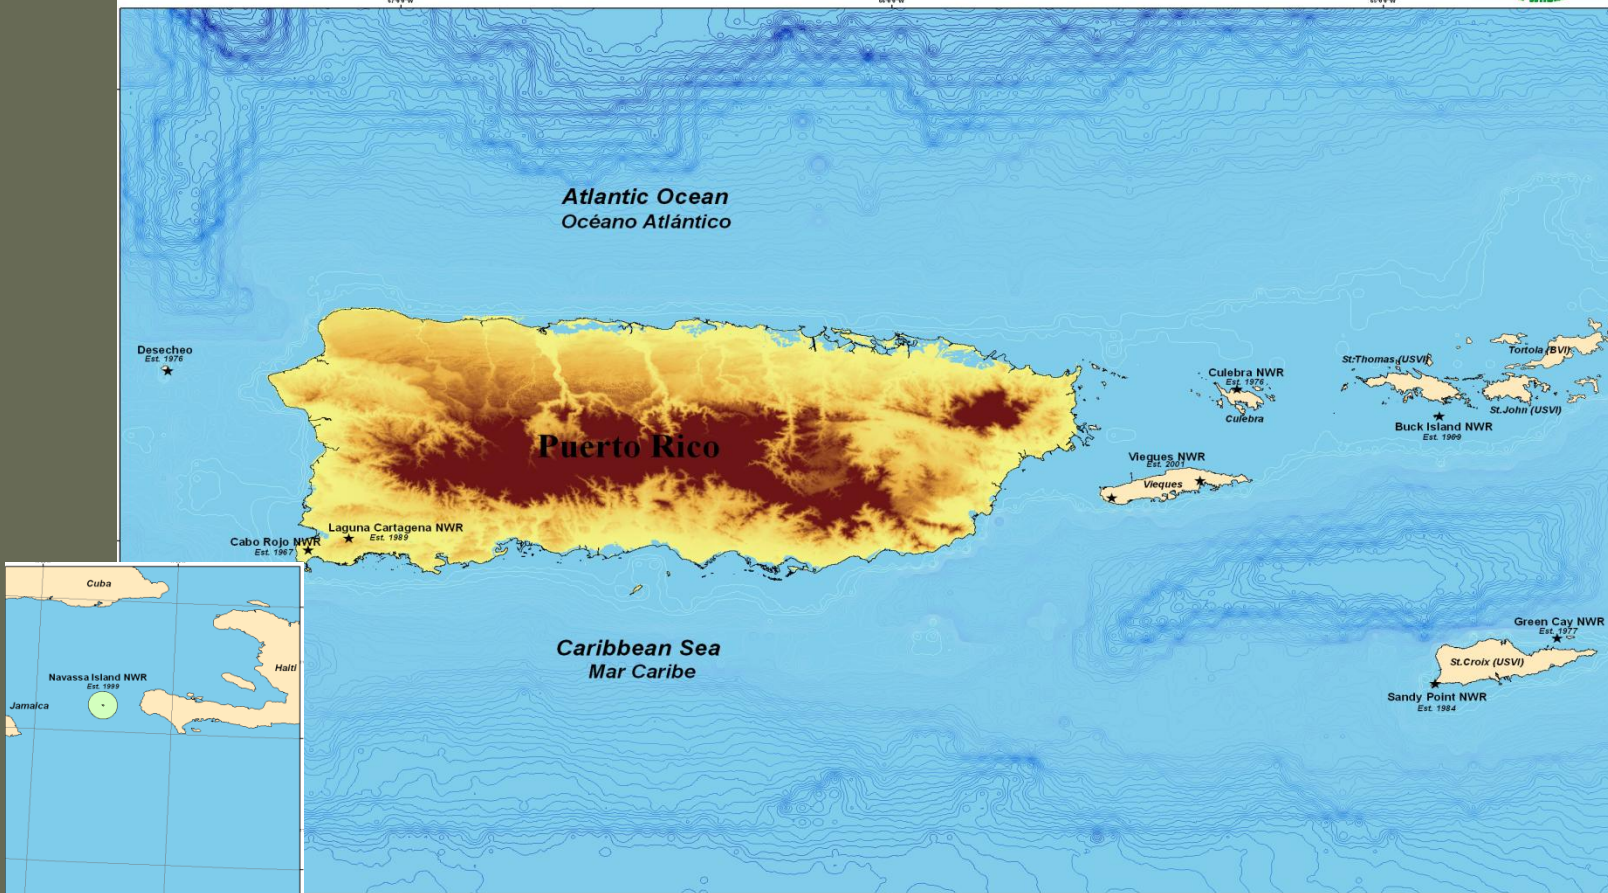 Atlantic Ocean
Océano Atlántico
Desecheo
Est. 1976
Culebra NWR
Est. 1976
Culebra
St.Thomas (USVI)
Tortola (BVI)
St.John (USVI)
Buck Island NWR
Est. 1909
Puerto Rico
Viegues NWR
Est. 2001
Vieques
Laguna Cartagena NWR
Est. 1989
Cabo Rojo NWR
Est. 1967
Caribbean Sea
Mar Caribe
Green Cay NWR
Est. 1977
St.Croix (USVI)
Sandy Point NWR
Est. 1984
Cuba
Haiti
Navassa Island NWR
Est. 1999
Jamaica